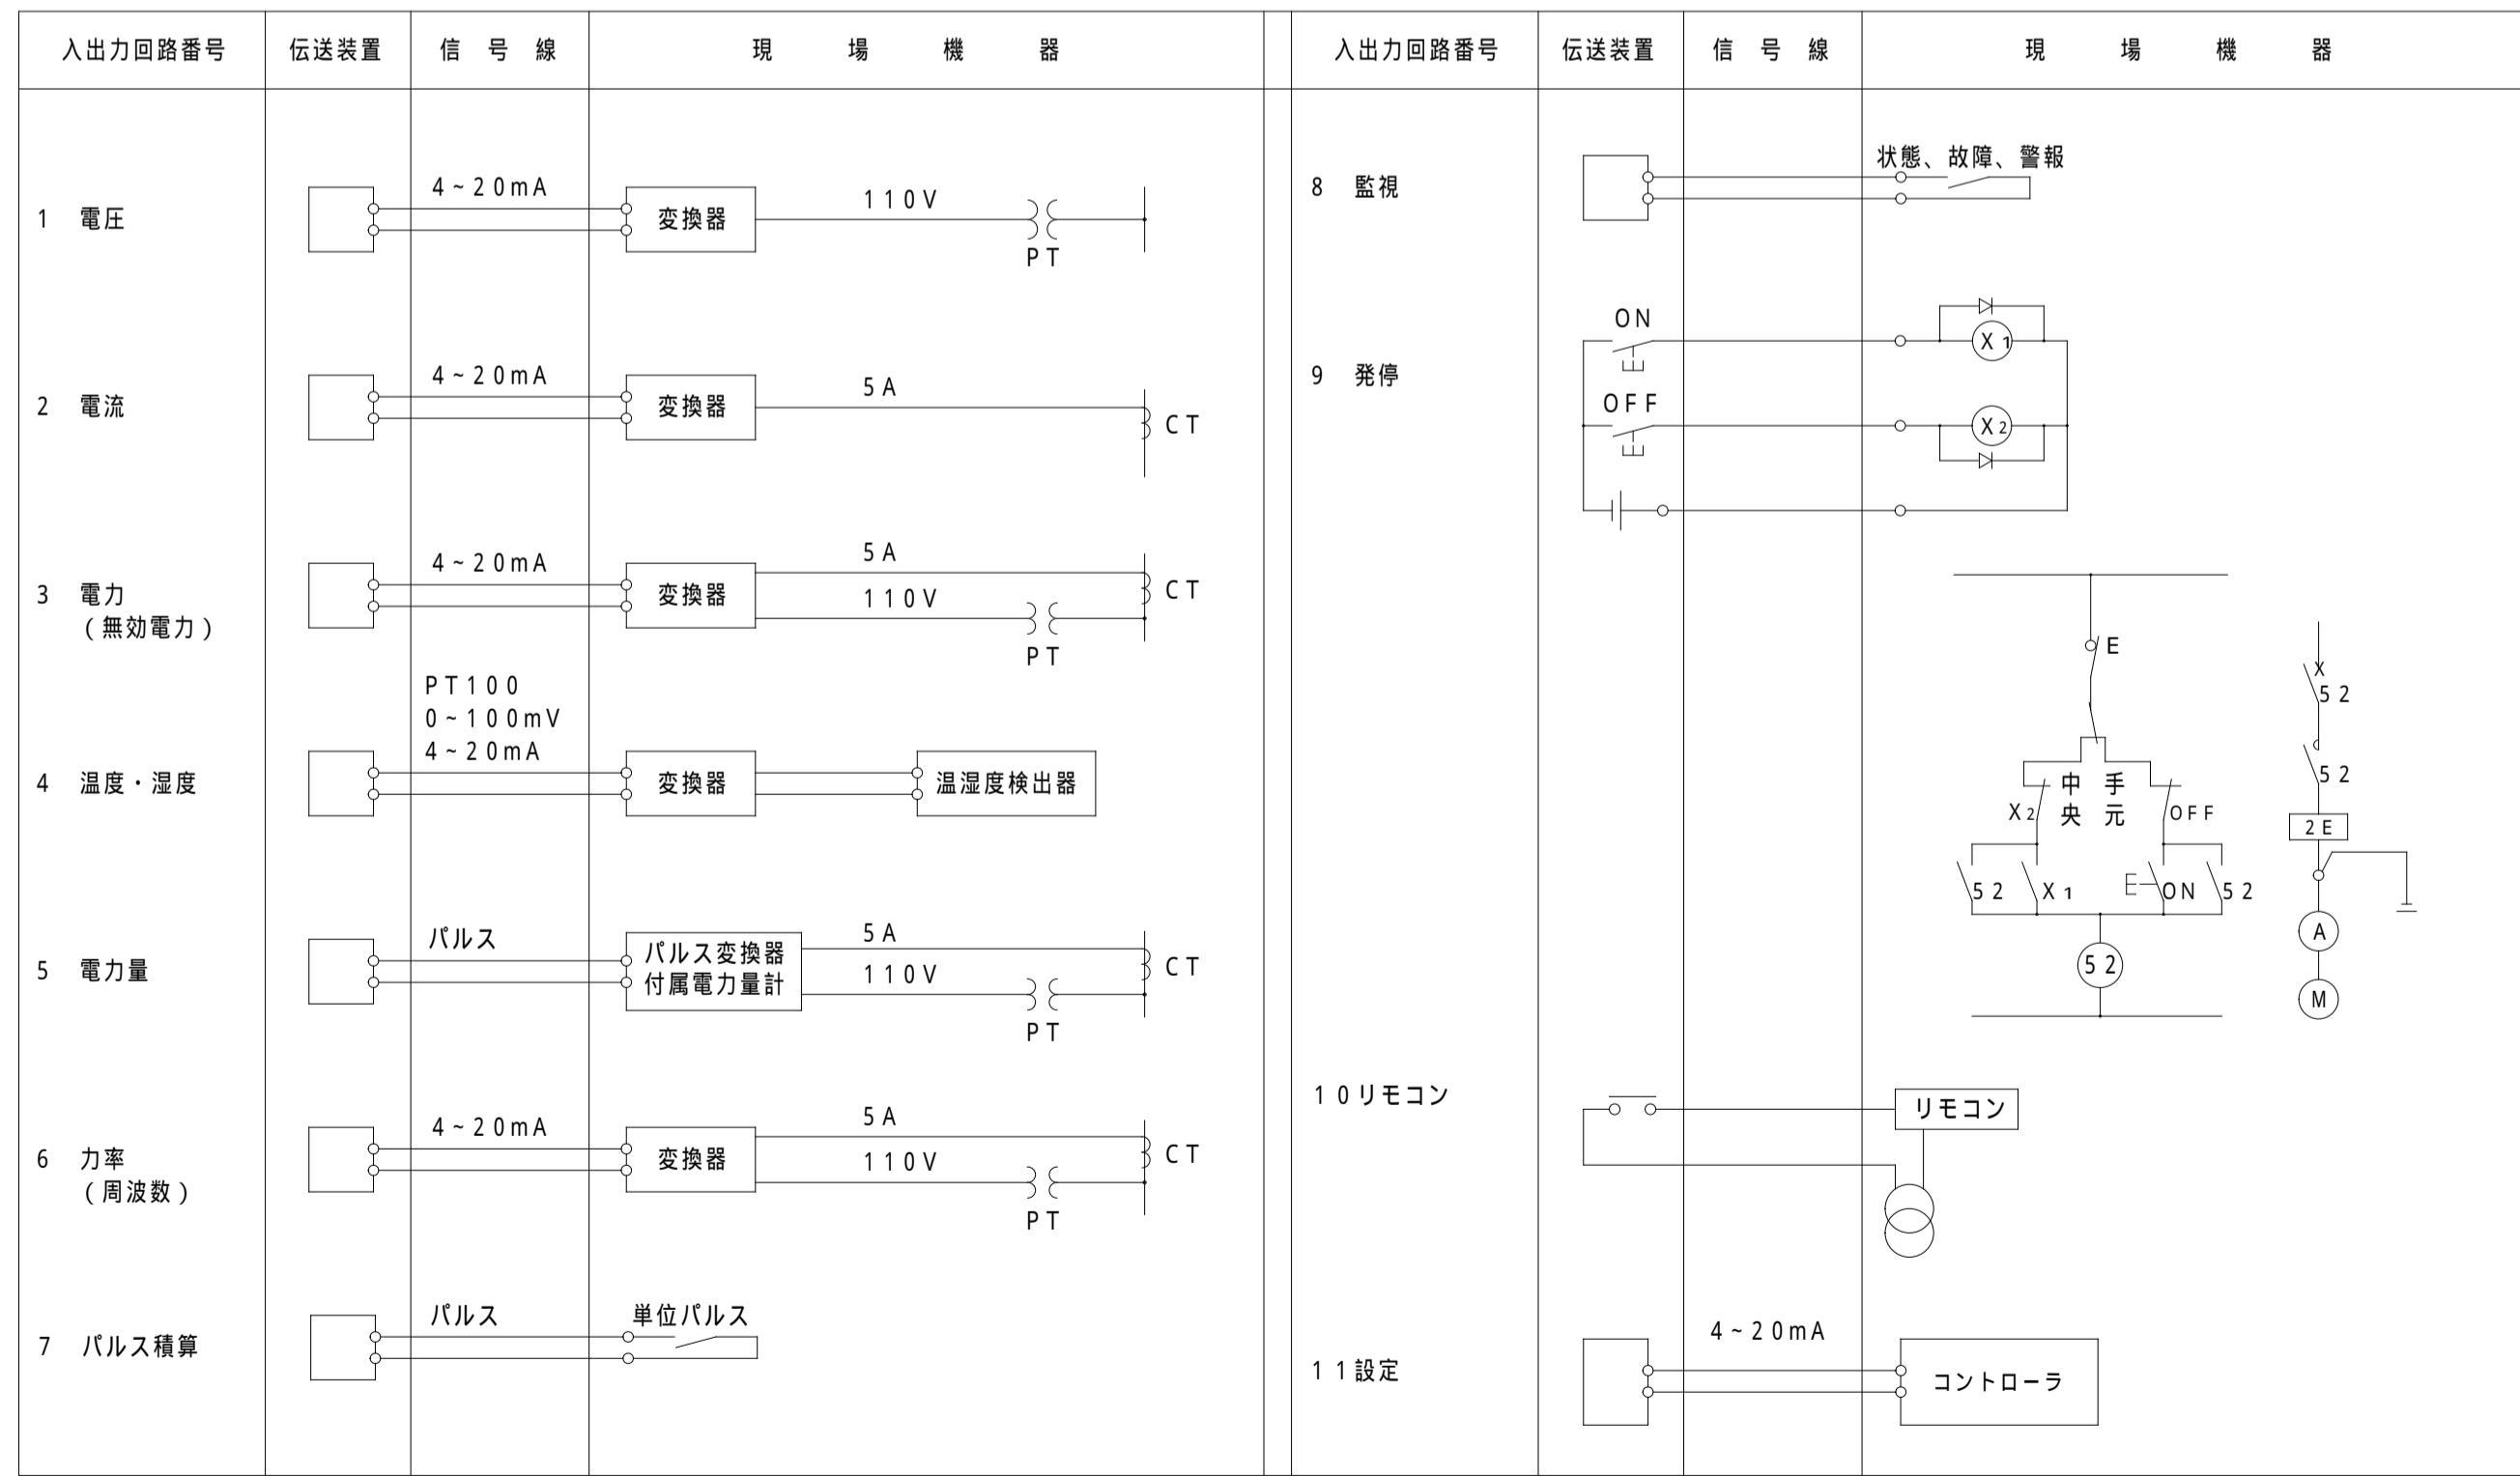 入出力回路番号 伝送装置 信号線 現場機器
1 電圧
4~20mA
変換器
110V
PT
2 電流
4~20mA
変換器
5A
CT
3 電力
(無効電力)
4~20mA
変換器
5A
110V
CT
PT
4 温度・湿度
PT100
0~100mV
4~20mA
変換器
温湿度検出器
5 電力量
パルス
パルス変換器
付属電力量計
5A
110V
CT
PT
6 力率
(周波数)
4~20mA
変換器
5A
110V
CT
PT
7 パルス積算
パルス
単位パルス
入出力回路番号 伝送装置 信号線 現場機器
8 監視
状態、故障、警報
9 発停
ON
X1
OFF
X2
E
中央
手元
X2
OFF
52
X1
ON
52
52
X
52
52
2E
A
M
10リモコン
リモコン
11設定
4~20mA
コントローラ